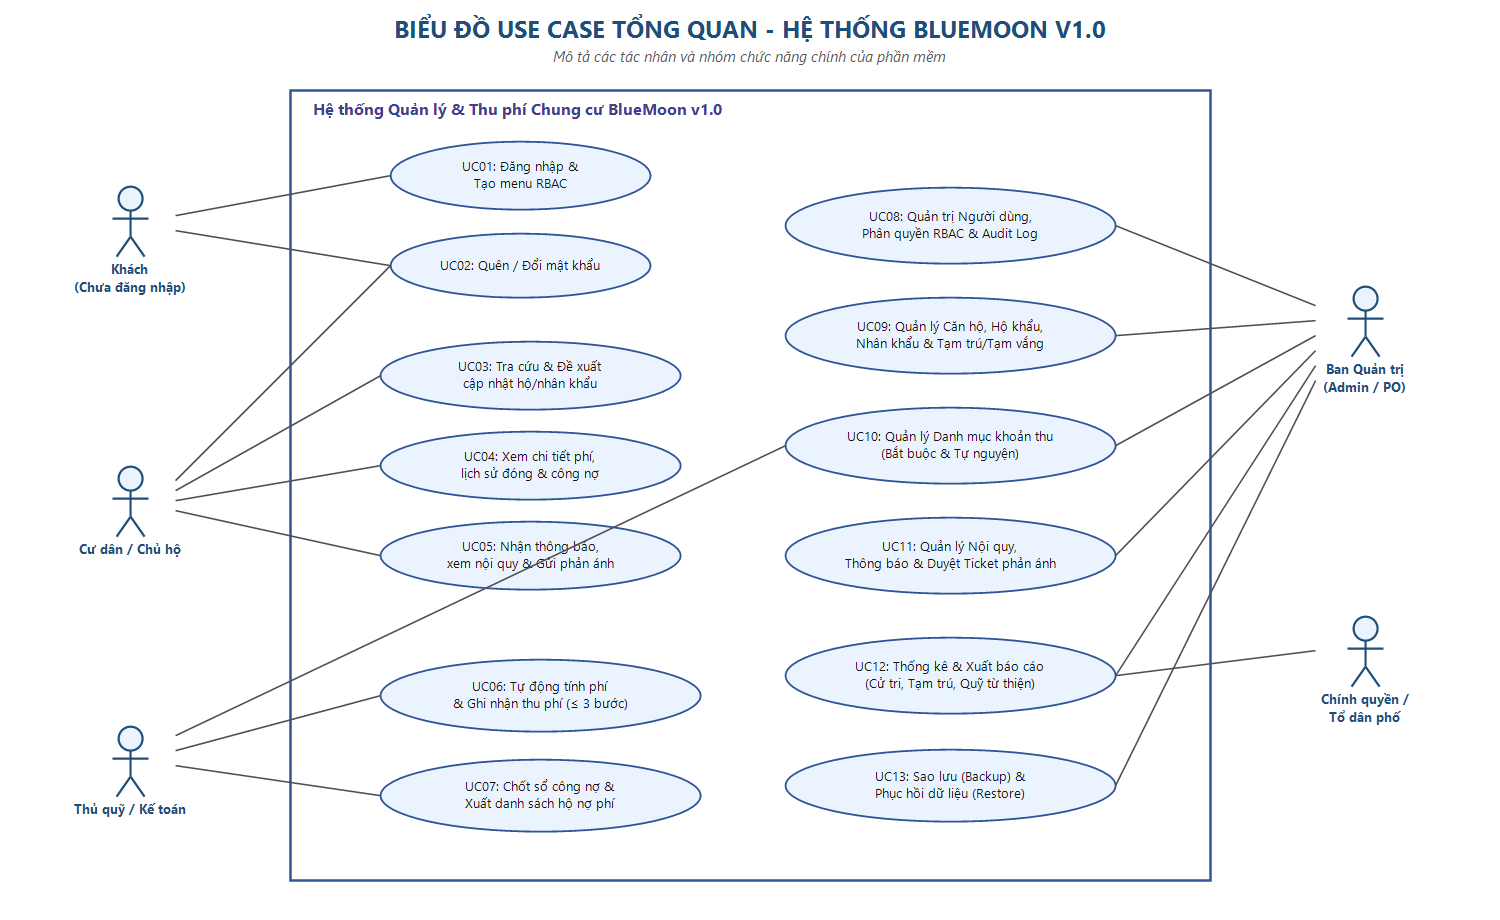 BIỂU ĐỒ USE CASE TỔNG QUAN - HỆ THỐNG BLUEMOON V1.0
Mô tả các tác nhân và nhóm chức năng chính của phần mềm
Hệ thống Quản lý & Thu phí Chung cư BlueMoon v1.0
Khách
(Chưa đăng nhập)
Cư dân / Chủ hộ
Thủ quỹ / Kế toán
UC01: Đăng nhập &
Tạo menu RBAC
UC02: Quên / Đổi mật khẩu
UC03: Tra cứu & Đề xuất
cập nhật hộ/nhân khẩu
UC04: Xem chi tiết phí,
lịch sử đóng & công nợ
UC05: Nhận thông báo,
xem nội quy & Gửi phản ánh
UC06: Tự động tính phí
& Ghi nhận thu phí (≤ 3 bước)
UC07: Chốt sổ công nợ &
Xuất danh sách hộ nợ phí
UC08: Quản trị Người dùng,
Phân quyền RBAC & Audit Log
UC09: Quản lý Căn hộ, Hộ khẩu,
Nhân khẩu & Tạm trú/Tạm vắng
UC10: Quản lý Danh mục khoản thu
(Bắt buộc & Tự nguyện)
UC11: Quản lý Nội quy,
Thông báo & Duyệt Ticket phản ánh
UC12: Thống kê & Xuất báo cáo
(Cử tri, Tạm trú, Quỹ từ thiện)
UC13: Sao lưu (Backup) &
Phục hồi dữ liệu (Restore)
Ban Quản trị
(Admin / PO)
Chính quyền /
Tổ dân phố